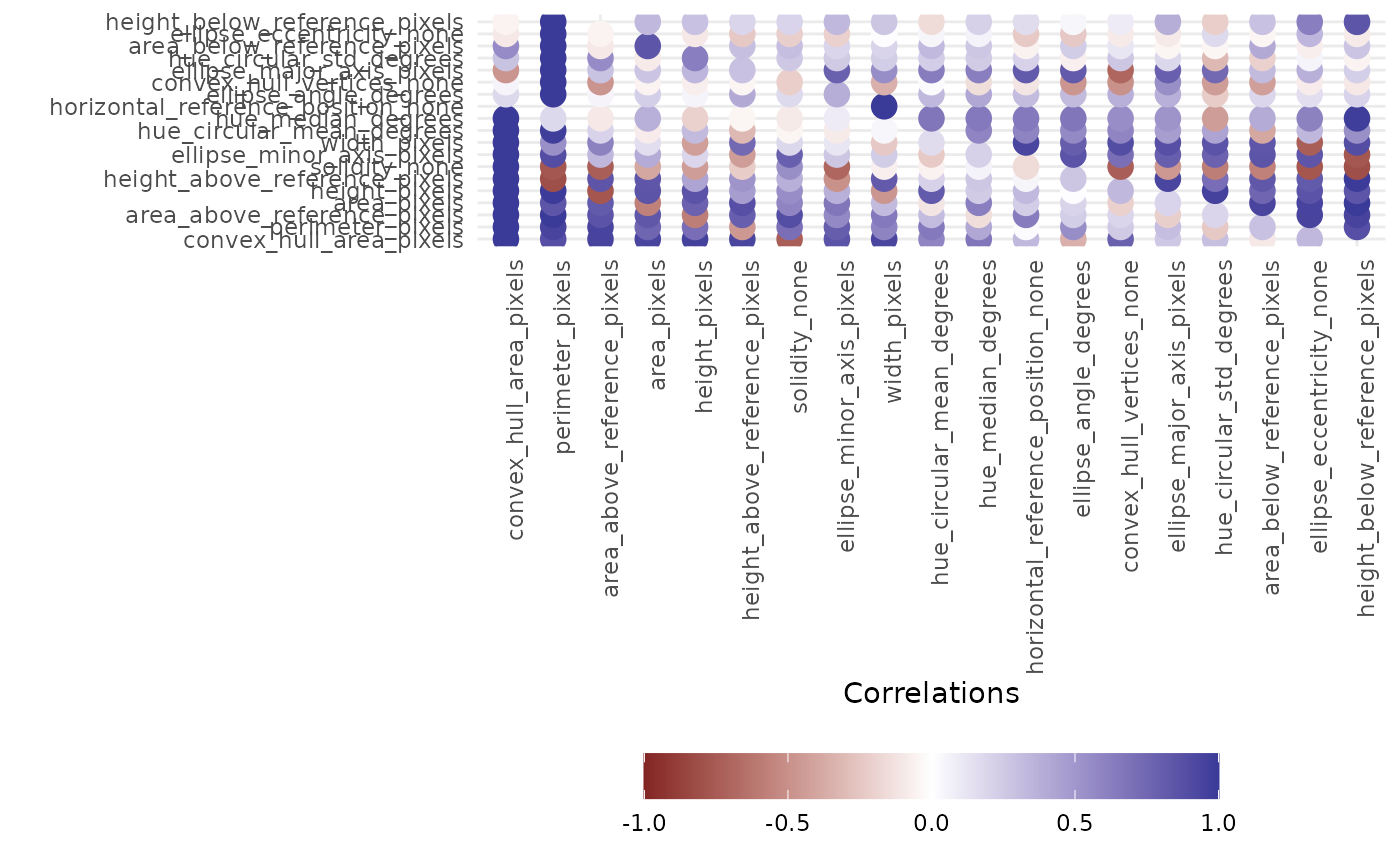 height_below_reference_pixels
ellipse_eccentricity_none
area_below_reference_pixels
hue_circular_std_degrees
ellipse_major_axis_pixels
convex_hull_vertices_none
ellipse_angle_degrees
horizontal_reference_position_none
hue_median_degrees
hue_circular_mean_degrees
width_pixels
ellipse_minor_axis_pixels
solidity_none
height_above_reference_pixels
height_pixels
area_pixels
area_above_reference_pixels
perimeter_pixels
convex_hull_area_pixels
convex_hull_area_pixels
perimeter_pixels
area_above_reference_pixels
area_pixels
height_pixels
height_above_reference_pixels
solidity_none
ellipse_minor_axis_pixels
width_pixels
hue_circular_mean_degrees
hue_median_degrees
horizontal_reference_position_none
ellipse_angle_degrees
convex_hull_vertices_none
ellipse_major_axis_pixels
hue_circular_std_degrees
area_below_reference_pixels
ellipse_eccentricity_none
height_below_reference_pixels
Correlations
-1.0 -0.5 0.0 0.5 1.0